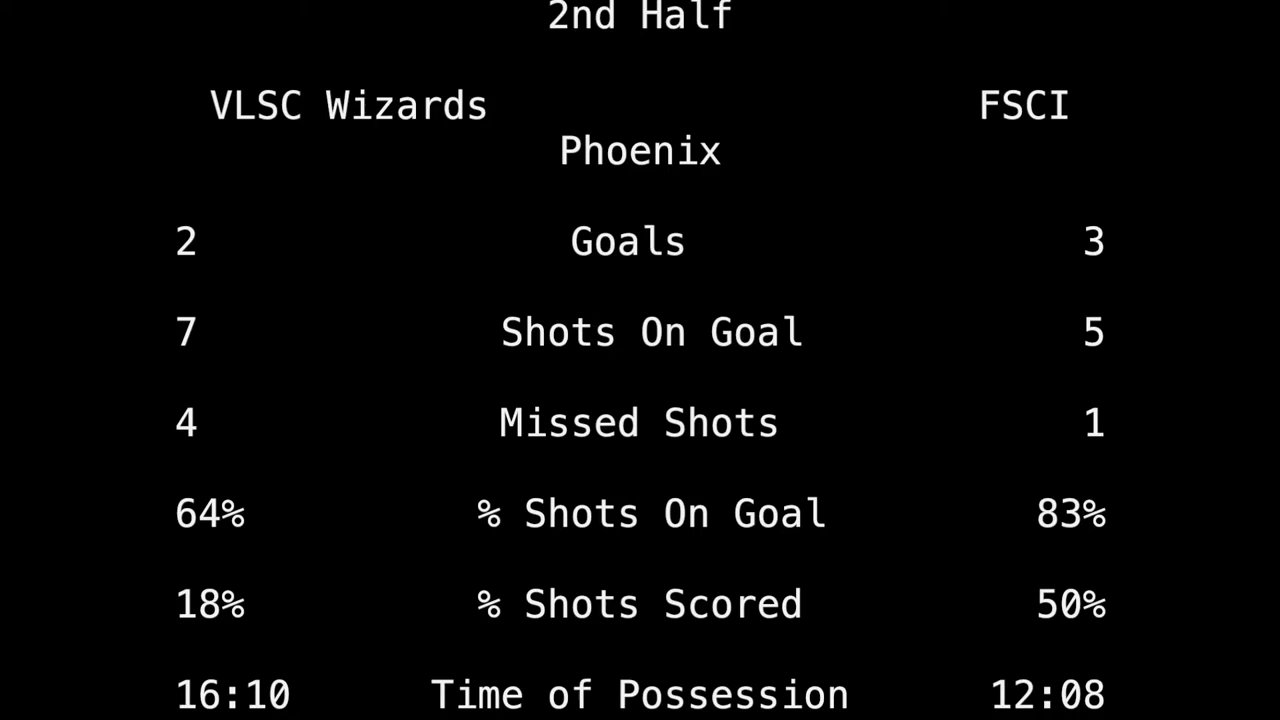 2nd Half
VLSC Wizards FSCI
Phoenix
2 Goals 3
7 Shots On Goal 5
4 Missed Shots 1
64% % Shots On Goal 83%
18% % Shots Scored 50%
16:10 Time of Possession 12:08